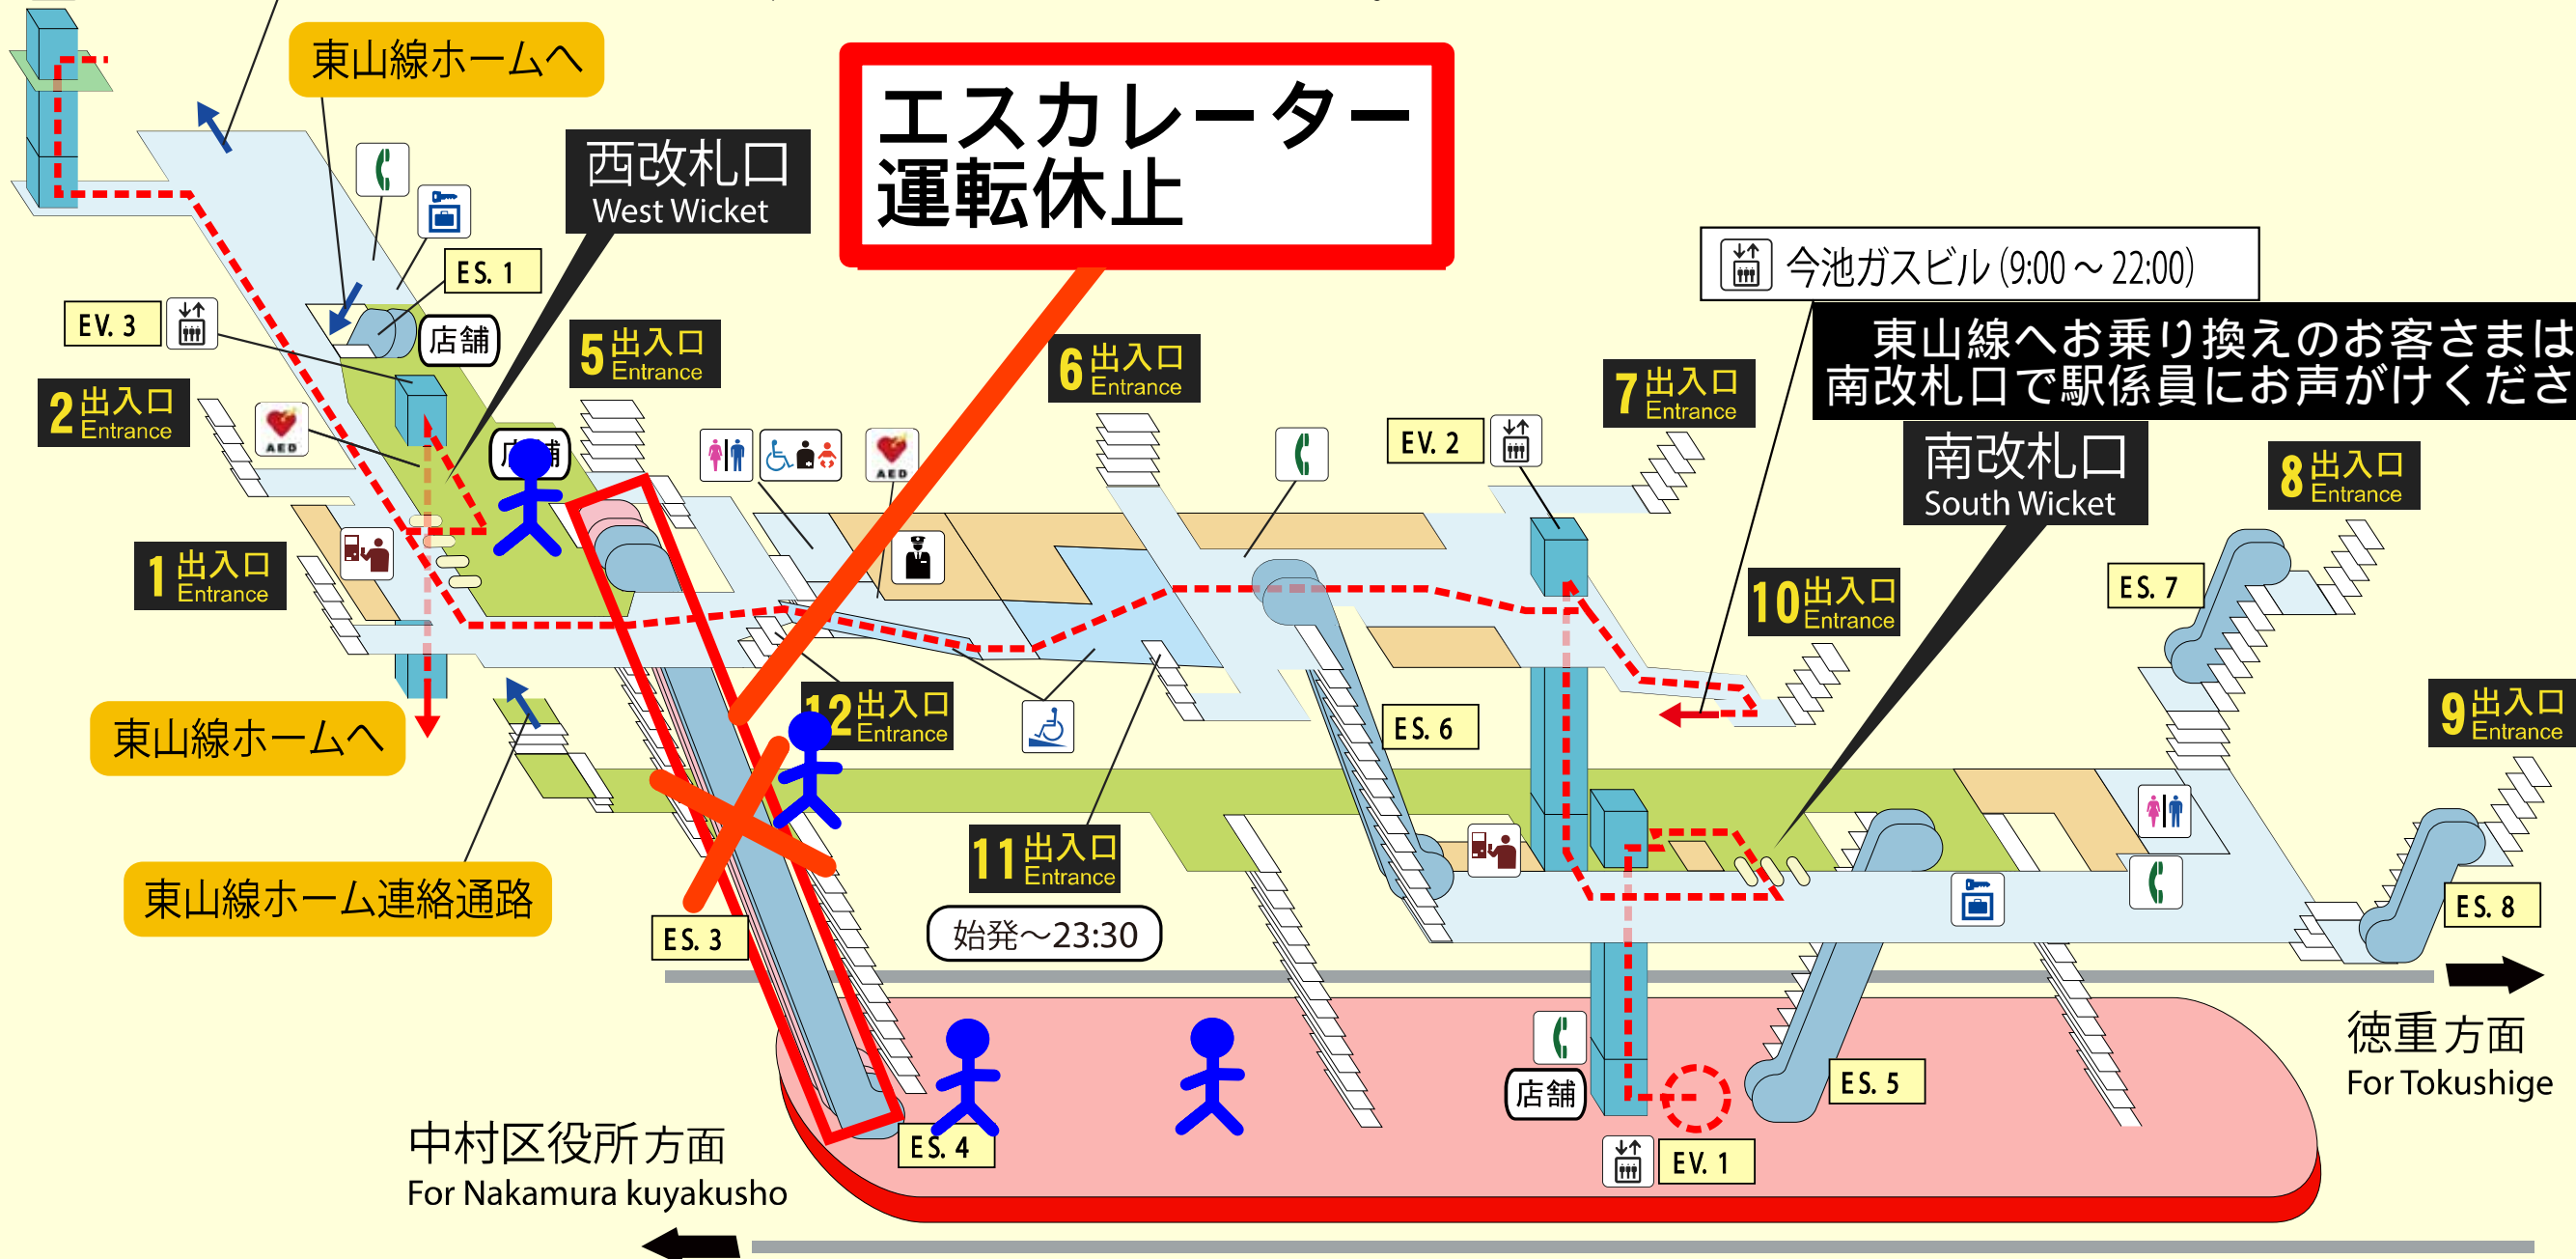 東山線ホームへ
エスカレーター
運転休止
西改札口
West Wicket
ES. 1
今池ガスビル (9:00 ～ 22:00)
EV. 3
店舗
東山線へお乗り換えのお客さまは
南改札口で駅係員にお声がけくださ
5 出入口
Entrance
6 出入口
Entrance
7 出入口
Entrance
2 出入口
Entrance
AED
店舗
AED
EV. 2
南改札口
South Wicket
8 出入口
Entrance
1 出入口
Entrance
10 出入口
Entrance
ES. 7
12 出入口
Entrance
東山線ホームへ
ES. 6
9 出入口
Entrance
11 出入口
Entrance
東山線ホーム連絡通路
始発～23:30
ES. 3
ES. 8
徳重方面
For Tokushige
店舗
ES. 5
中村区役所方面
For Nakamura kuyakusho
ES. 4
EV. 1